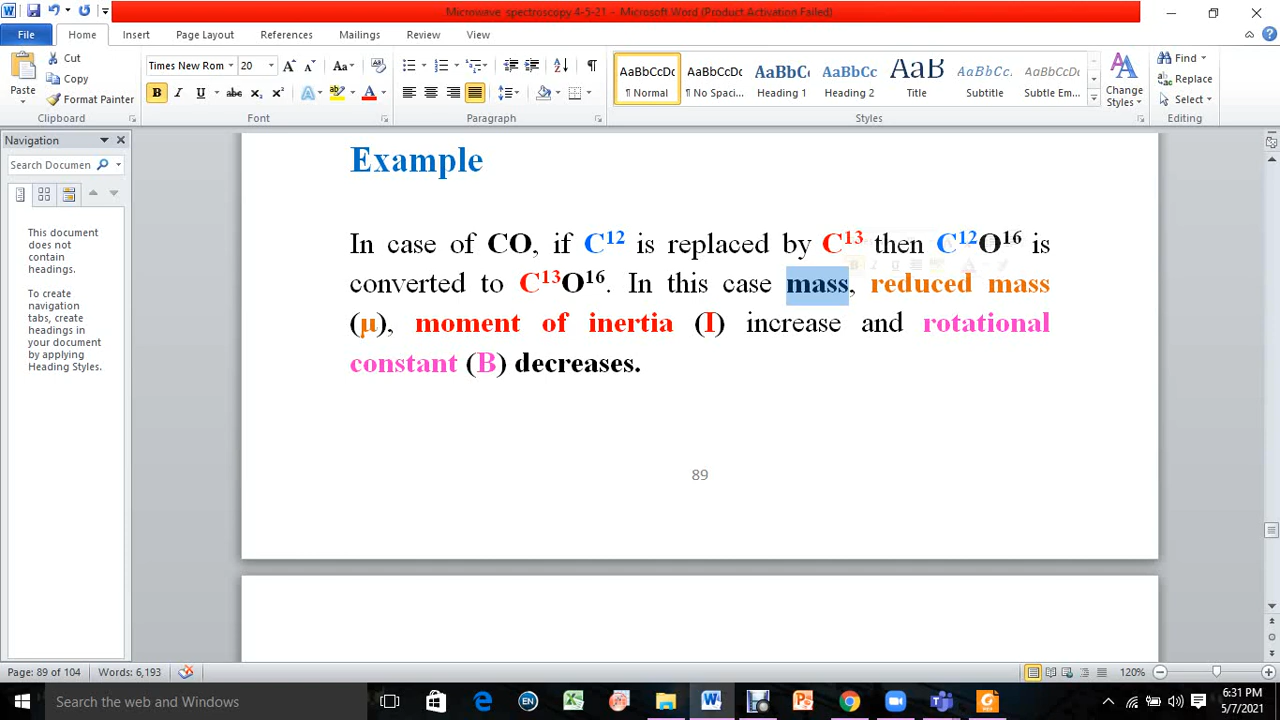 Microwave spectroscopy 4-5-21 - Microsoft Word (Product Activation Failed)
File Home Insert Page Layout References Mailings Review View
Paste
Cut
Copy
Format Painter
Clipboard
Times New Rom 20
B I U abc x₂ x² A A
Font
Paragraph
AaBbCcDc AaBbCcDc AaBbCc AaBbCc AaB AaBbCcDc AaBbCcDc
¶ Normal ¶ No Spaci... Heading 1 Heading 2 Title Subtitle Subtle Em...
Change
Styles
Styles
Find
Replace
Select
Editing
Navigation
Search Documen
This document
does not
contain
headings.
To create
navigation
tabs, create
headings in
your document
by applying
Heading Styles.
Example
In case of CO, if C¹² is replaced by C¹³ then C¹²O¹⁶ is
converted to C¹³O¹⁶. In this case mass, reduced mass
(μ), moment of inertia (I) increase and rotational
constant (B) decreases.
89
Page: 89 of 104 Words: 6,193 120%
Search the web and Windows
EN
6:31 PM
5/7/2021